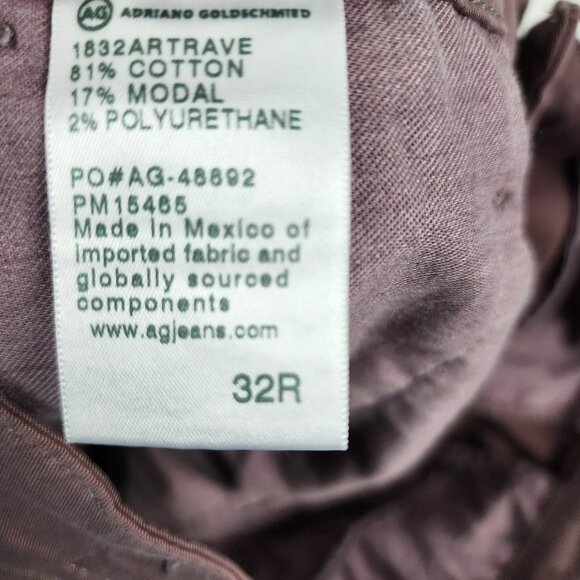 AG ADRIANO GOLDSCHMIED
1832ARTRAVE
81% COTTON
17% MODAL
2% POLYURETHANE
PO#AG-48892
PM15485
Made in Mexico of
imported fabric and
globally sourced
components
www.agjeans.com
32R